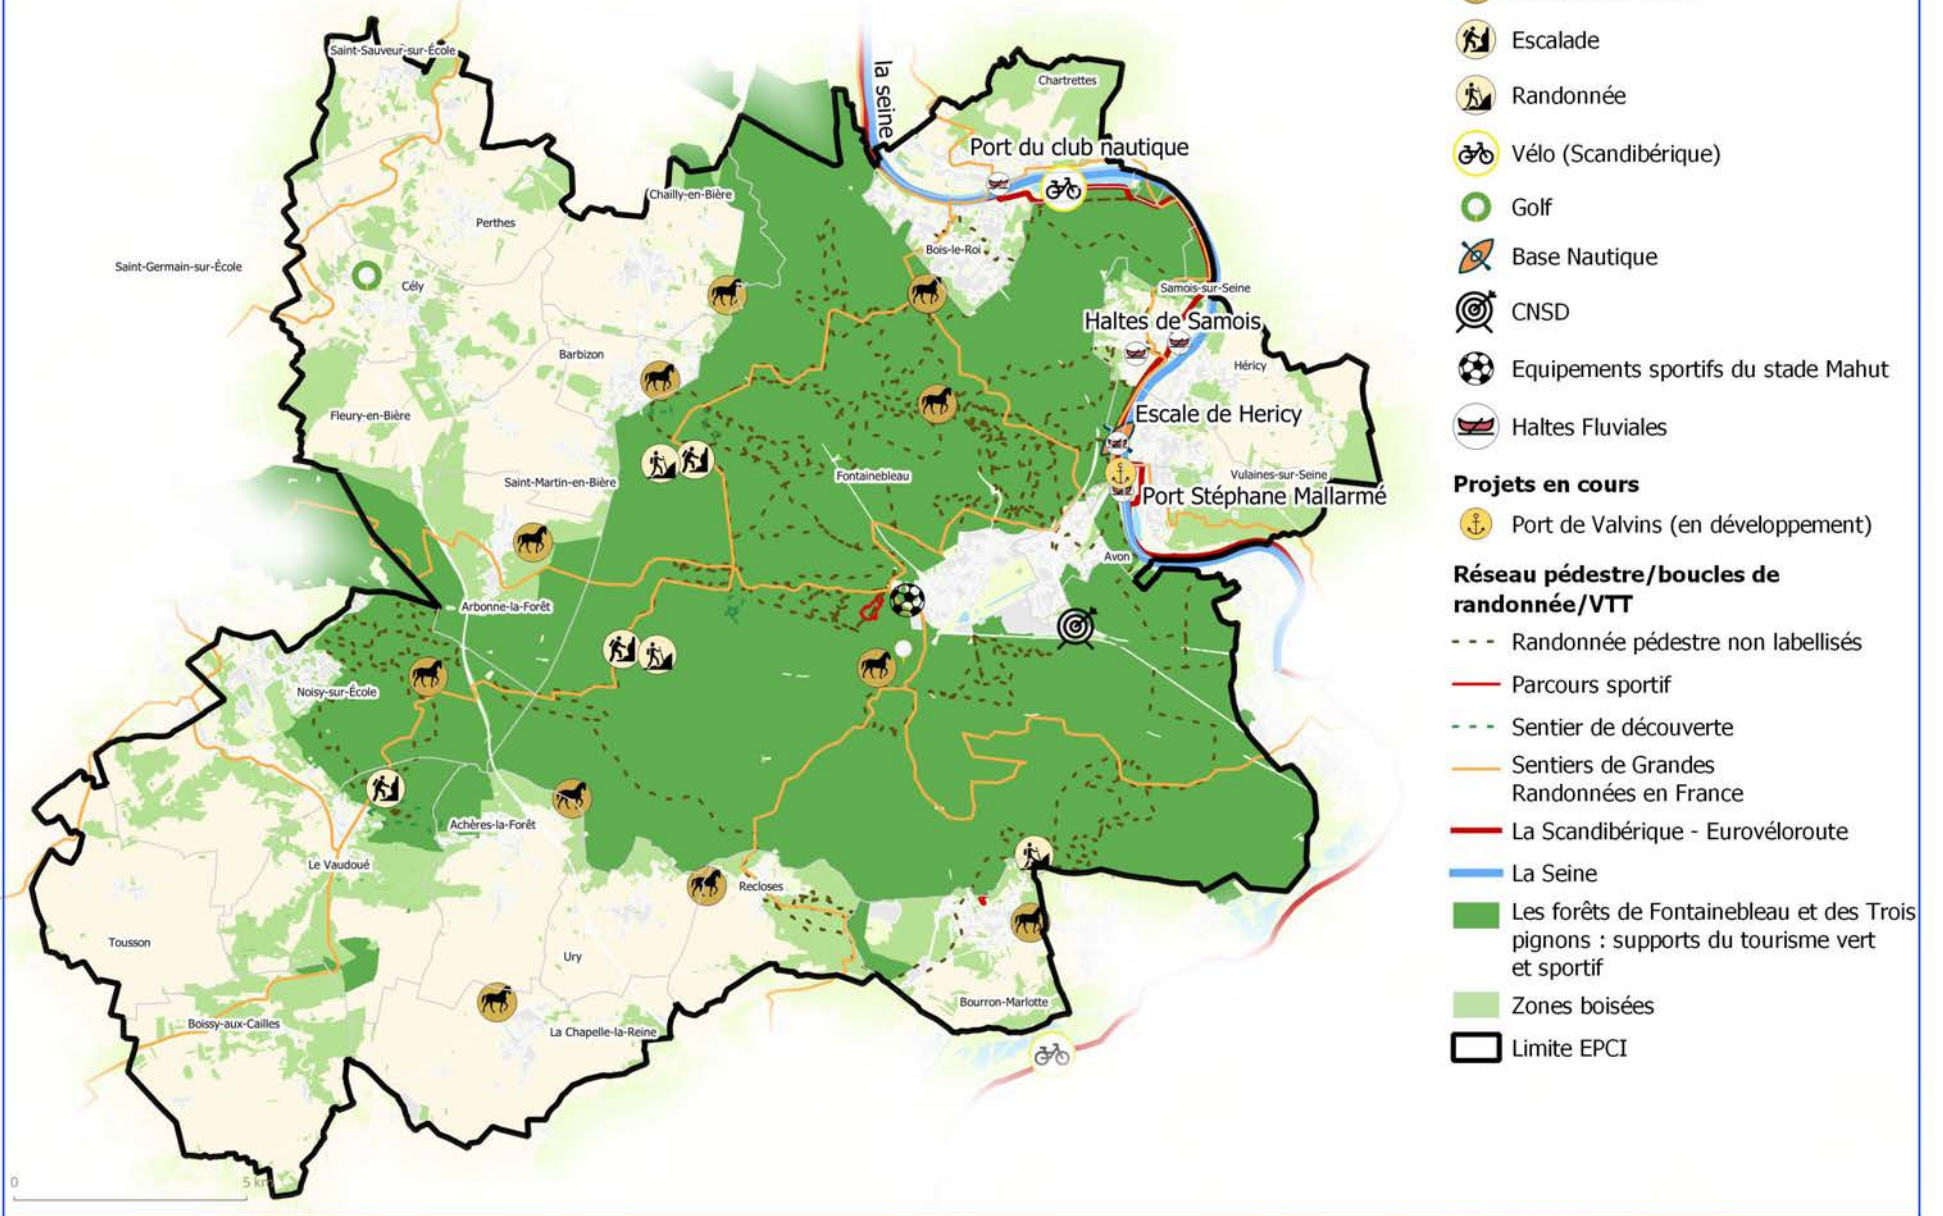 Saint-Sauveur-sur-École
la seine
Chartrettes
Port du club nautique
Chailly-en-Bière
Perthes
Bois-le-Roi
Saint-Germain-sur-École
Cély
Samois-sur-Seine
Haltes de Samois
Barbizon
Héricy
Fleury-en-Bière
Escale de Hericy
Fontainebleau
Saint-Martin-en-Bière
Vulaines-sur-Seine
Port Stéphane Mallarmé
Avon
Arbonne-la-Forêt
Noisy-sur-École
Achères-la-Forêt
Le Vaudoué
Recloses
Tousson
Ury
Bourron-Marlotte
Boissy-aux-Cailles
La Chapelle-la-Reine
0
5 km
Escalade
Randonnée
Vélo (Scandibérique)
Golf
Base Nautique
CNSD
Equipements sportifs du stade Mahut
Haltes Fluviales
Projets en cours
Port de Valvins (en développement)
Réseau pédestre/boucles de
randonnée/VTT
Randonnée pédestre non labellisés
Parcours sportif
Sentier de découverte
Sentiers de Grandes
Randonnées en France
La Scandibérique - Eurovéloroute
La Seine
Les forêts de Fontainebleau et des Trois
pignons : supports du tourisme vert
et sportif
Zones boisées
Limite EPCI